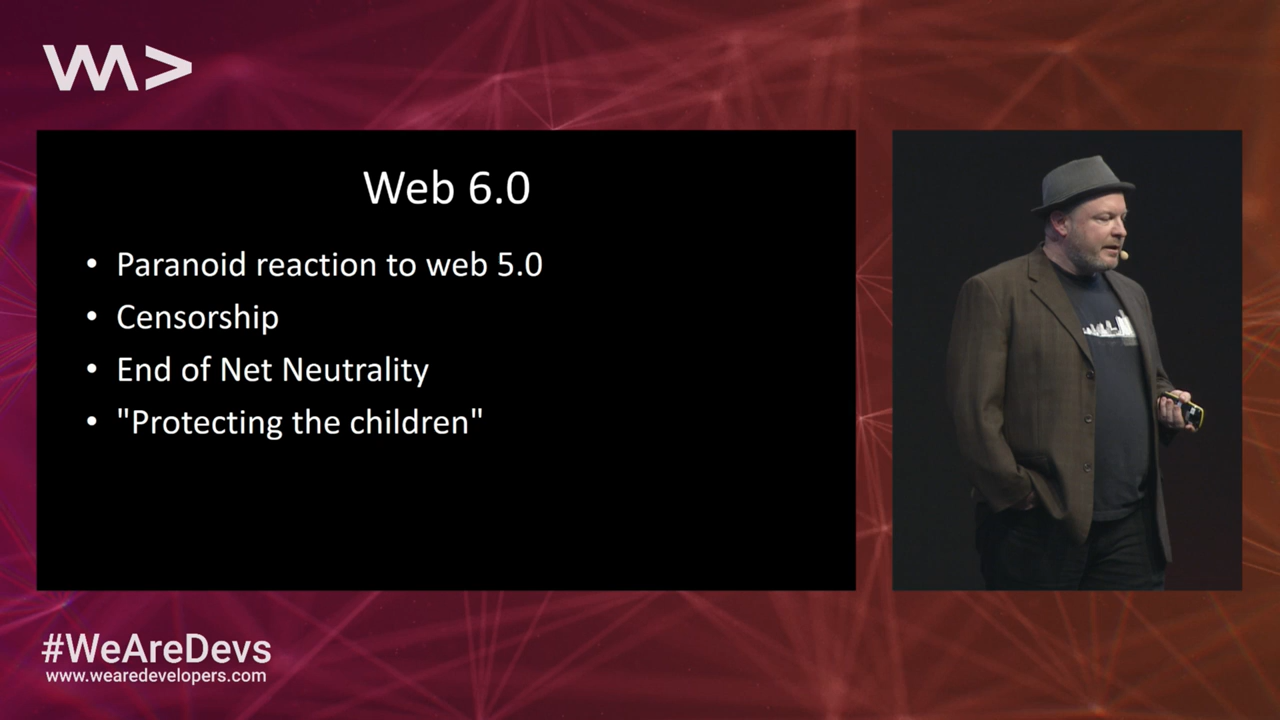 Web 6.0
• Paranoid reaction to web 5.0
• Censorship
• End of Net Neutrality
• "Protecting the children"
#WeAreDevs
www.wearedevelopers.com